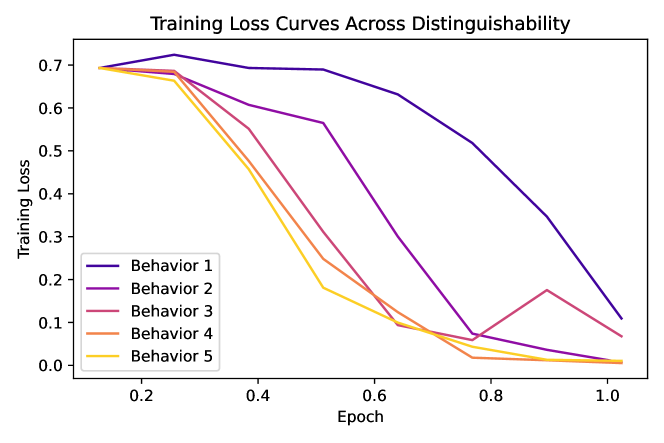 Training Loss Curves Across Distinguishability
0.7
0.6
0.5
0.4
0.3
0.2
0.1
0.0
Training Loss
Behavior 1
Behavior 2
Behavior 3
Behavior 4
Behavior 5
0.2 0.4 0.6 0.8 1.0
Epoch